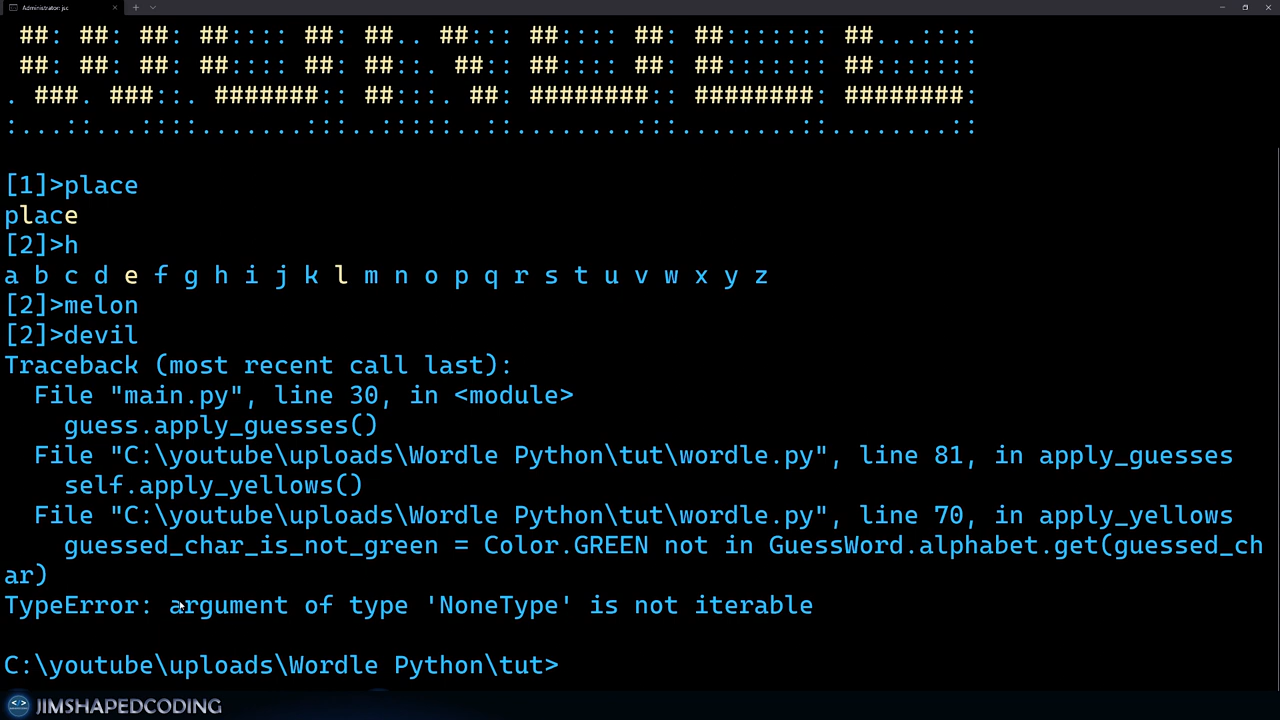 Administrator: jsc
##: ##: ##: ##:::: ##: ##.. ##::: ##:::: ##: ##::::::: ##...::::
##: ##: ##: ##:::: ##: ##::. ##:: ##:::: ##: ##::::::: ##:::::::
. ###. ###::. #######:: ##:::. ##: ########:: ########: ########:
:...::...::::.......:::..:::::..::........:::........::........::
[1]>place
place
[2]>h
a b c d e f g h i j k l m n o p q r s t u v w x y z
[2]>melon
[2]>devil
Traceback (most recent call last):
File "main.py", line 30, in <module>
guess.apply_guesses()
File "C:\youtube\uploads\Wordle Python\tut\wordle.py", line 81, in apply_guesses
self.apply_yellows()
File "C:\youtube\uploads\Wordle Python\tut\wordle.py", line 70, in apply_yellows
guessed_char_is_not_green = Color.GREEN not in GuessWord.alphabet.get(guessed_ch
ar)
TypeError: argument of type 'NoneType' is not iterable
C:\youtube\uploads\Wordle Python\tut>
JIMSHAPEDCODING